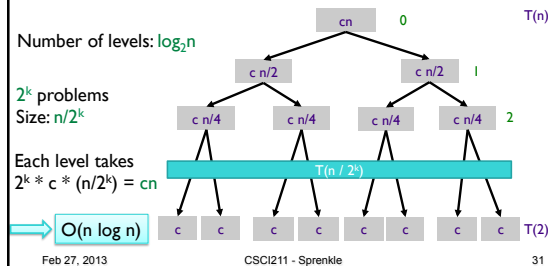 cn 0 T(n)
Number of levels: log₂n
c n/2 c n/2 1
2ᵏ problems
Size: n/2ᵏ
c n/4 c n/4 c n/4 c n/4 2
Each level takes
2ᵏ * c * (n/2ᵏ) = cn
T(n / 2ᵏ)
O(n log n)
c c c c c c c c T(2)
Feb 27, 2013 CSCI211 - Sprenkle 31